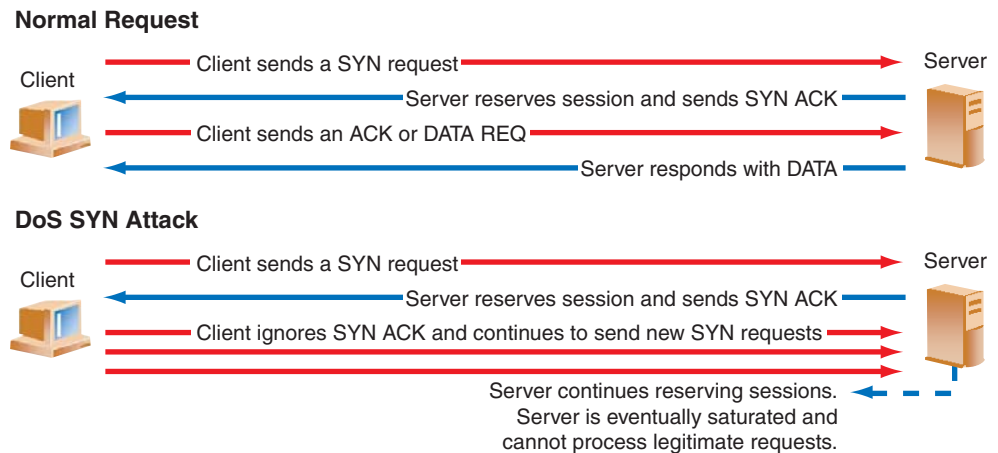 Normal Request
Client sends a SYN request
Client
Server
Server reserves session and sends SYN ACK
Client sends an ACK or DATA REQ
Server responds with DATA
DoS SYN Attack
Client sends a SYN request
Client
Server
Server reserves session and sends SYN ACK
Client ignores SYN ACK and continues to send new SYN requests
Server continues reserving sessions.
Server is eventually saturated and
cannot process legitimate requests.